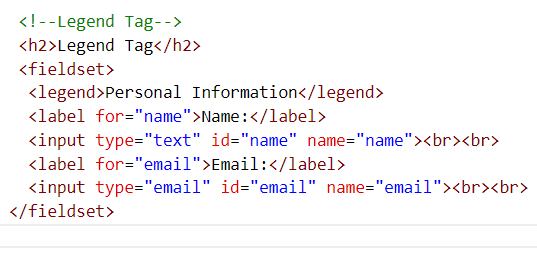 <!--Legend Tag-->
<h2>Legend Tag</h2>
<fieldset>
<legend>Personal Information</legend>
<label for="name">Name:</label>
<input type="text" id="name" name="name"><br><br>
<label for="email">Email:</label>
<input type="email" id="email" name="email"><br><br>
</fieldset>